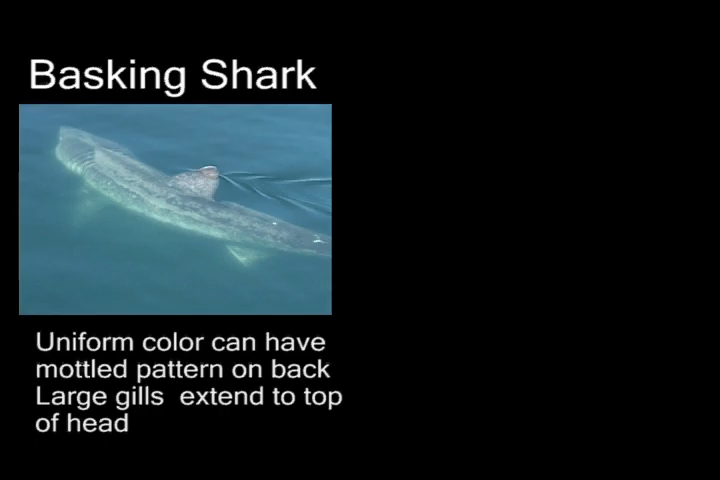 Basking Shark
Uniform color can have
mottled pattern on back
Large gills  extend to top
of head